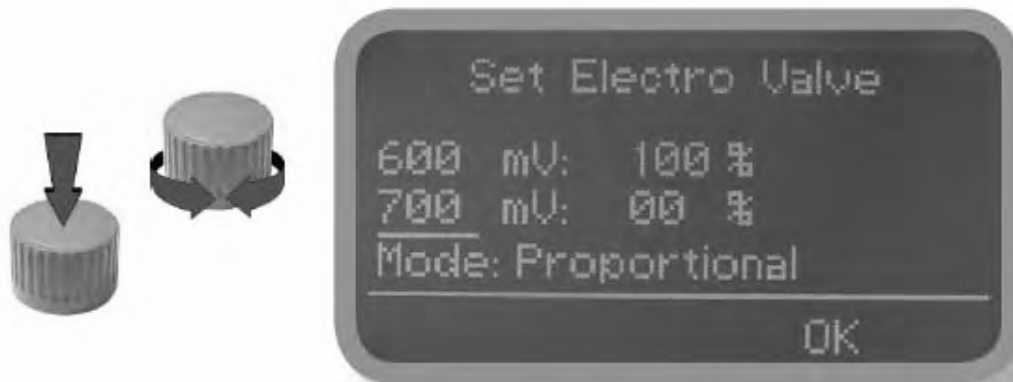 Set Electro Valve
600 mV: 100 %
700 mV: 00 %
Mode: Proportional
OK